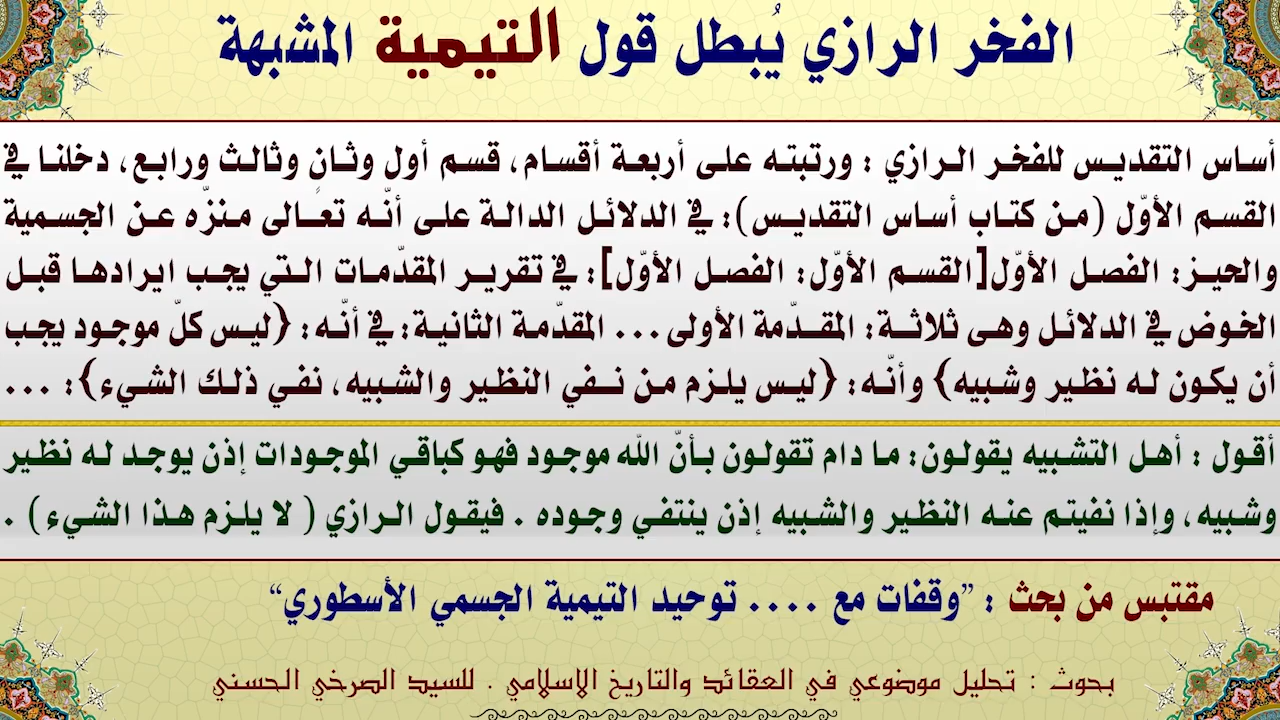 الفخر الرازي يُبطل قول التيمية المشبهة
أساس التقديس للفخر الرازي : ورتبته على أربعة أقسام، قسم أول وثانٍ وثالث ورابع، دخلنا في
القسم الأوّل (من كتاب أساس التقديس): في الدلائل الدالة على أنّه تعالى منزّه عن الجسمية
والحيز: الفصل الأوّل[القسم الأوّل: الفصل الأوّل]: في تقرير المقدّمات التي يجب ايرادها قبل
الخوض في الدلائل وهى ثلاثة: المقدّمة الأولى... المقدّمة الثانية: في أنّه: {ليس كلّ موجود يجب
أن يكون له نظير وشبيه} وأنّه: {ليس يلزم من نفي النظير والشبيه، نفي ذلك الشيء}: ...
أقول : أهل التشبيه يقولون: ما دام تقولون بأنّ الله موجود فهو كباقي الموجودات إذن يوجد له نظير
وشبيه، وإذا نفيتم عنه النظير والشبيه إذن ينتفي وجوده . فيقول الرازي ( لا يلزم هذا الشيء) .
مقتبس من بحث : ”وقفات مع .... توحيد التيمية الجسمي الأسطوري“
بحوث : تحليل موضوعي في العقائد والتاريخ الاسلامي . للسيد الصرخي الحسني